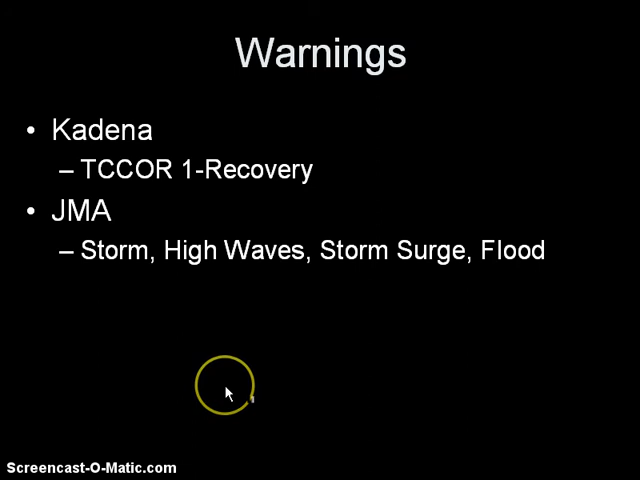 Warnings
• Kadena
– TCCOR 1-Recovery
• JMA
– Storm, High Waves, Storm Surge, Flood
Screencast-O-Matic.com